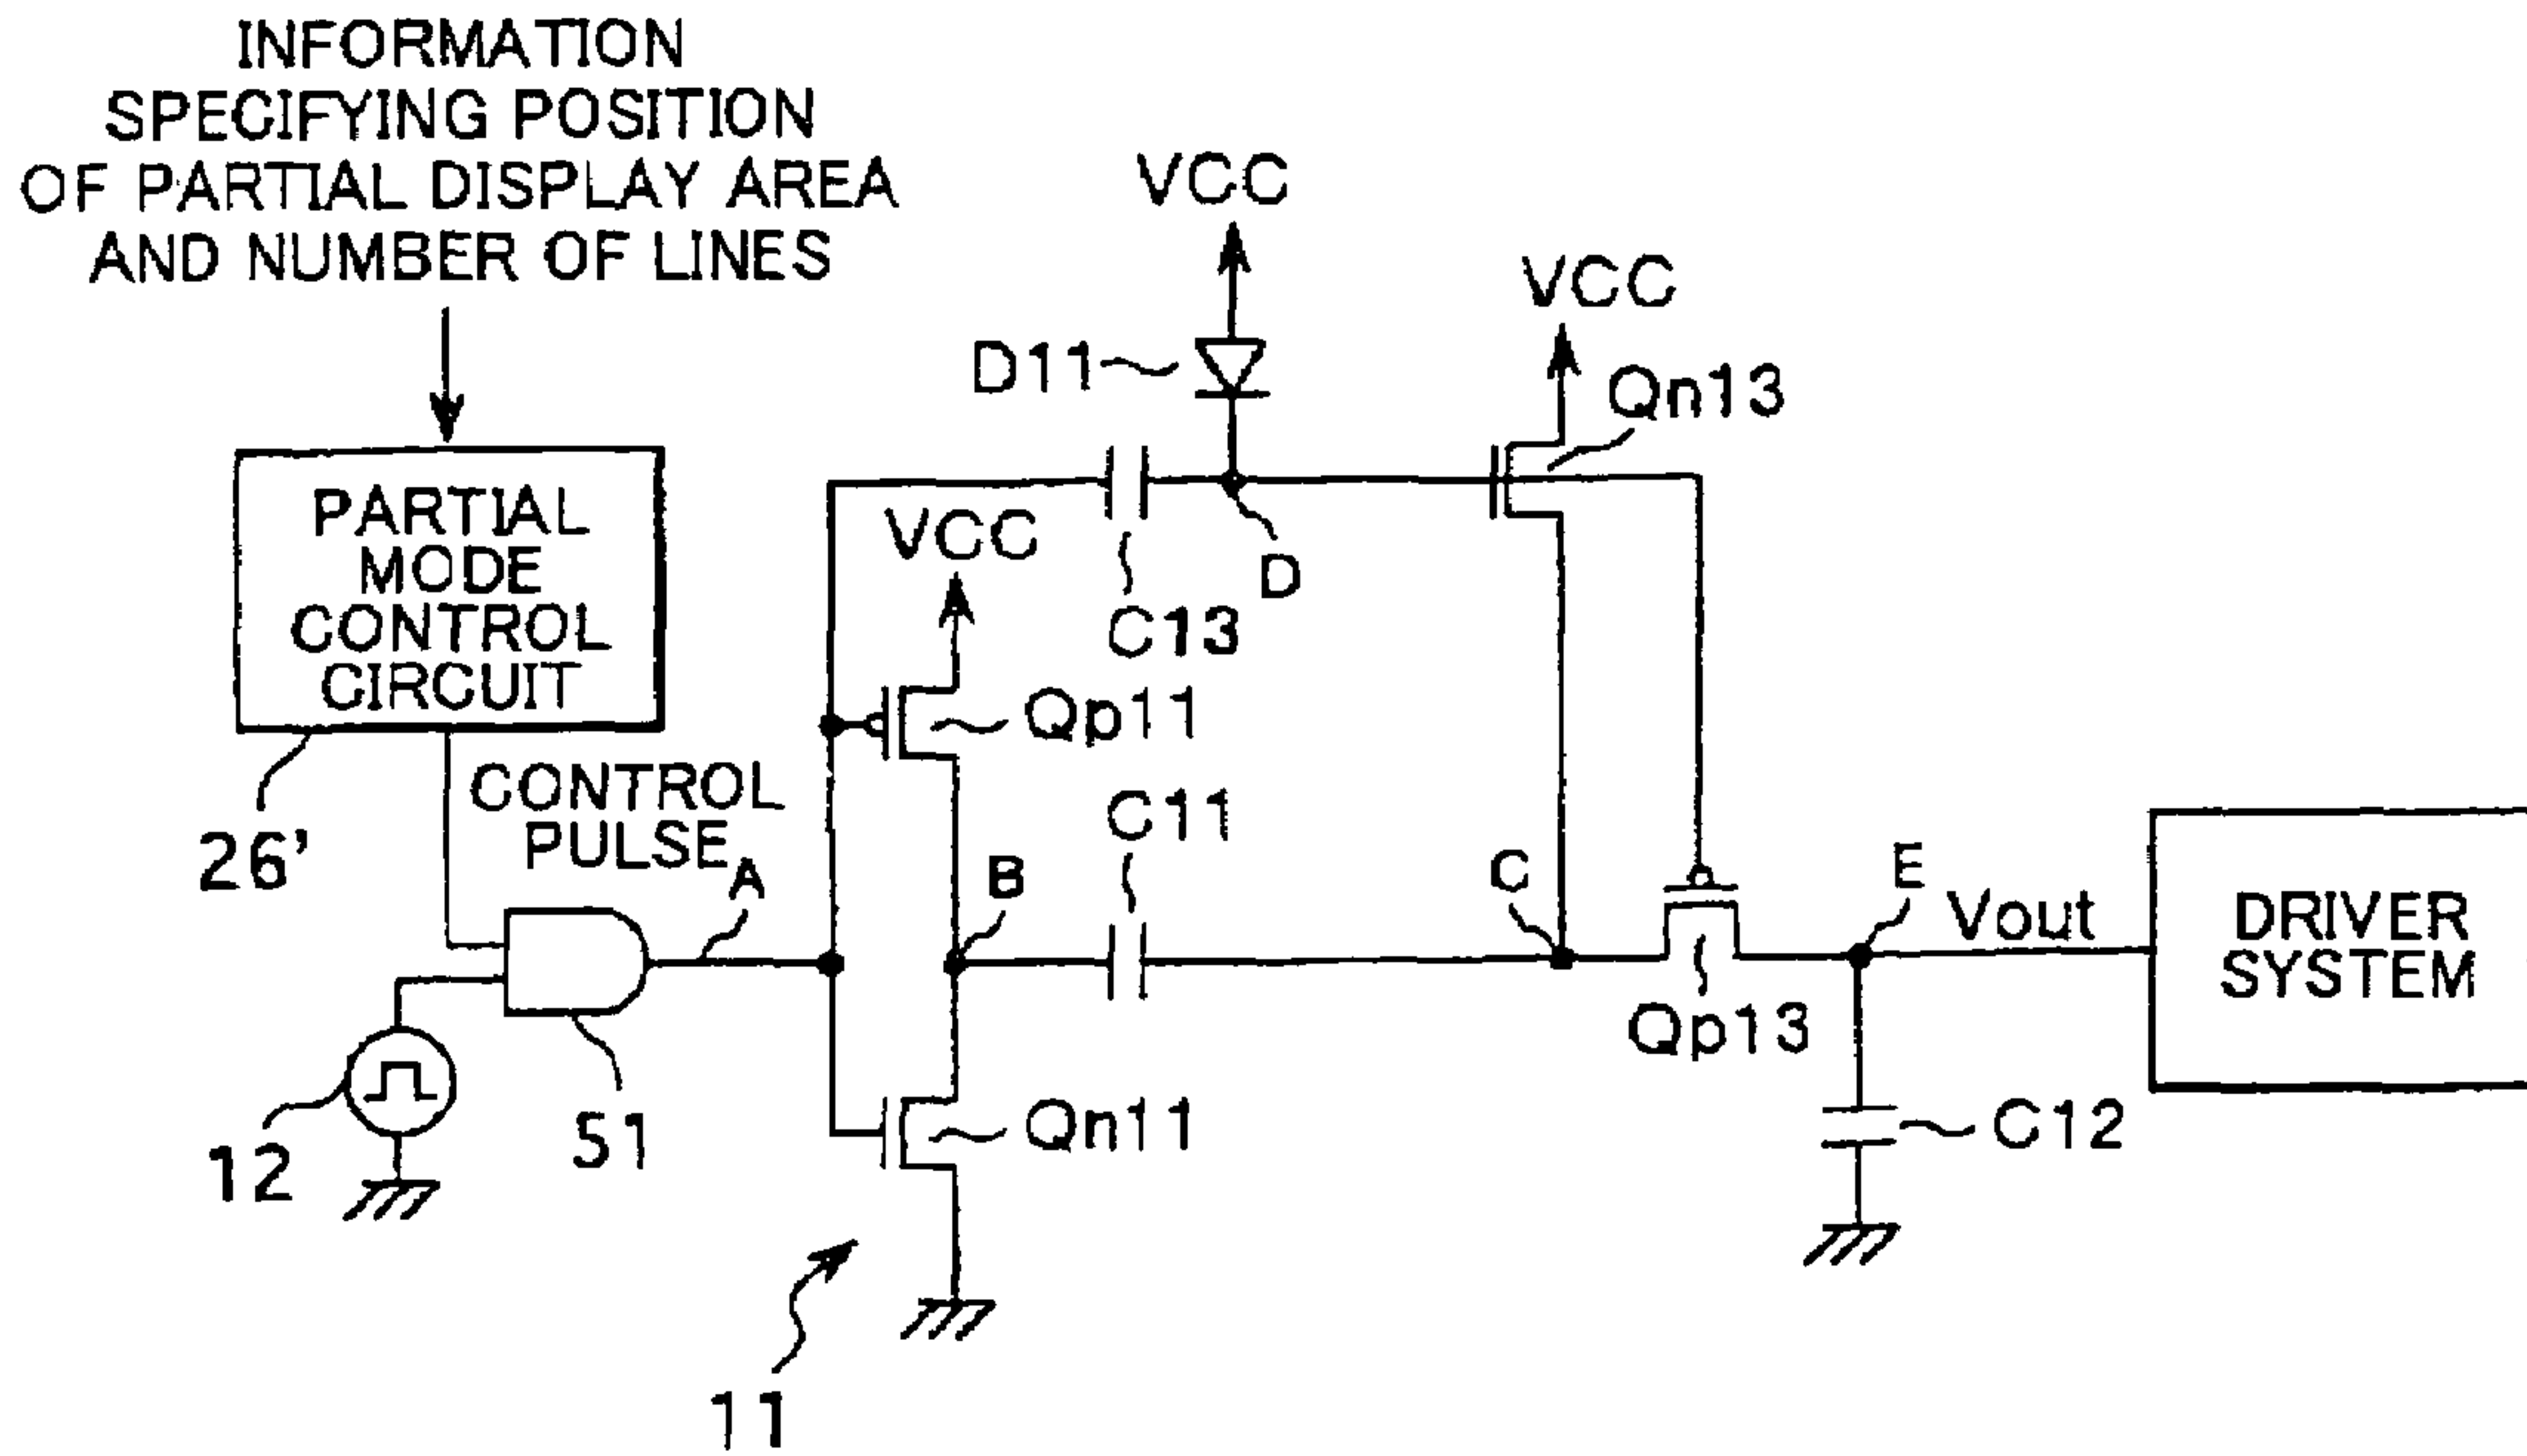 INFORMATION
SPECIFYING POSITION
OF PARTIAL DISPLAY AREA
AND NUMBER OF LINES
VCC
VCC
D11
Qn13
PARTIAL
MODE
CONTROL
CIRCUIT
VCC
D
C13
Qp11
26'
CONTROL
PULSE
A
B
C11
C
E
Vout
DRIVER
SYSTEM
Qp13
12
51
Qn11
C12
11